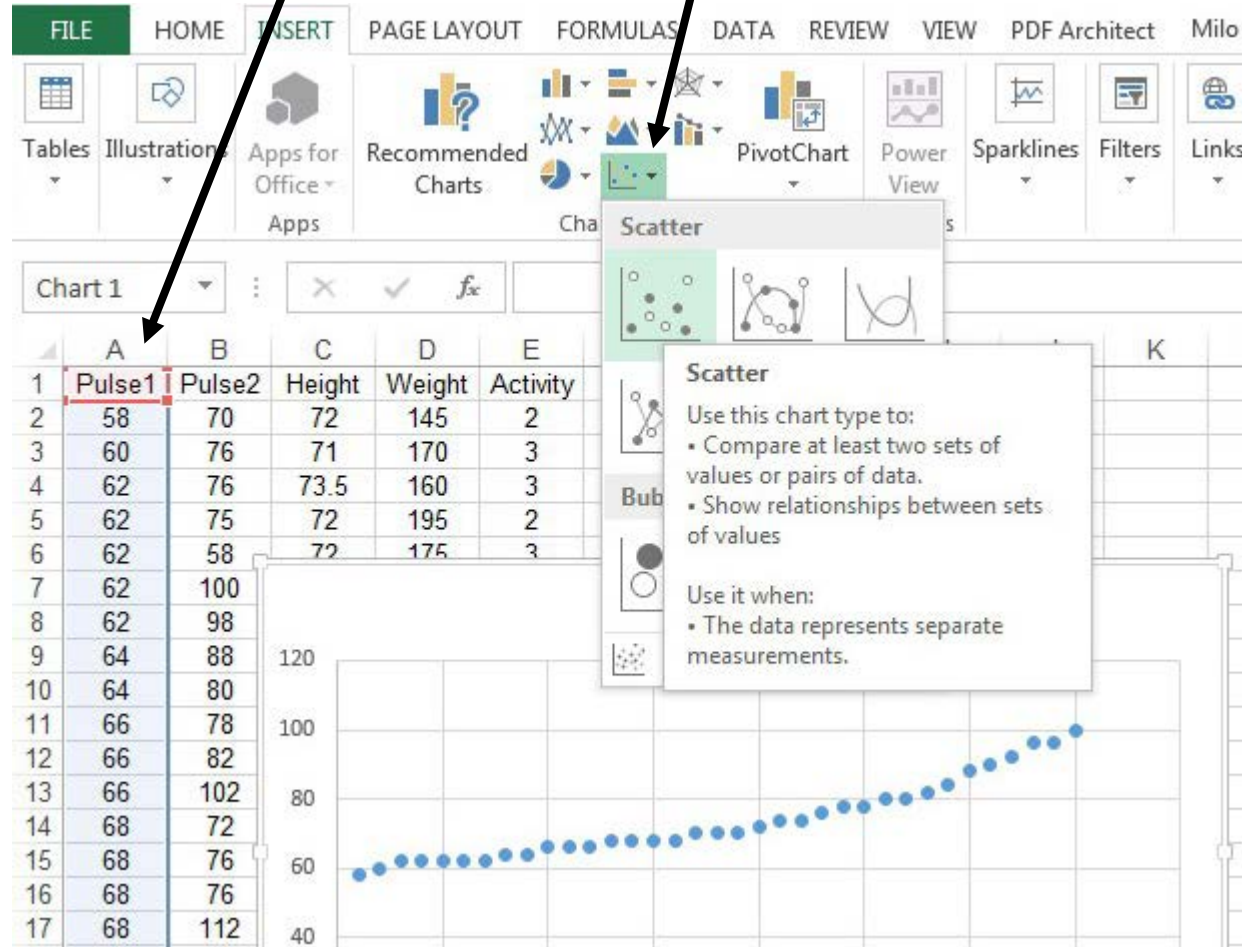 FILE HOME INSERT PAGE LAYOUT FORMULAS DATA REVIEW VIEW PDF Architect Milo
Tables Illustrations Apps for Office Recommended Charts PivotChart Power View Sparklines Filters Links
Apps Cha s
Scatter
Chart 1 fx
A B C D E K
1 Pulse1 Pulse2 Height Weight Activity
2 58 70 72 145 2
3 60 76 71 170 3
4 62 76 73.5 160 3
5 62 75 72 195 2
6 62 58 72 175 3
7 62 100
8 62 98
9 64 88
10 64 80
11 66 78
12 66 82
13 66 102
14 68 72
15 68 76
16 68 76
17 68 112
Scatter
Use this chart type to:
• Compare at least two sets of
values or pairs of data.
• Show relationships between sets
of values
Use it when:
• The data represents separate
measurements.
Bub
120
100
80
60
40